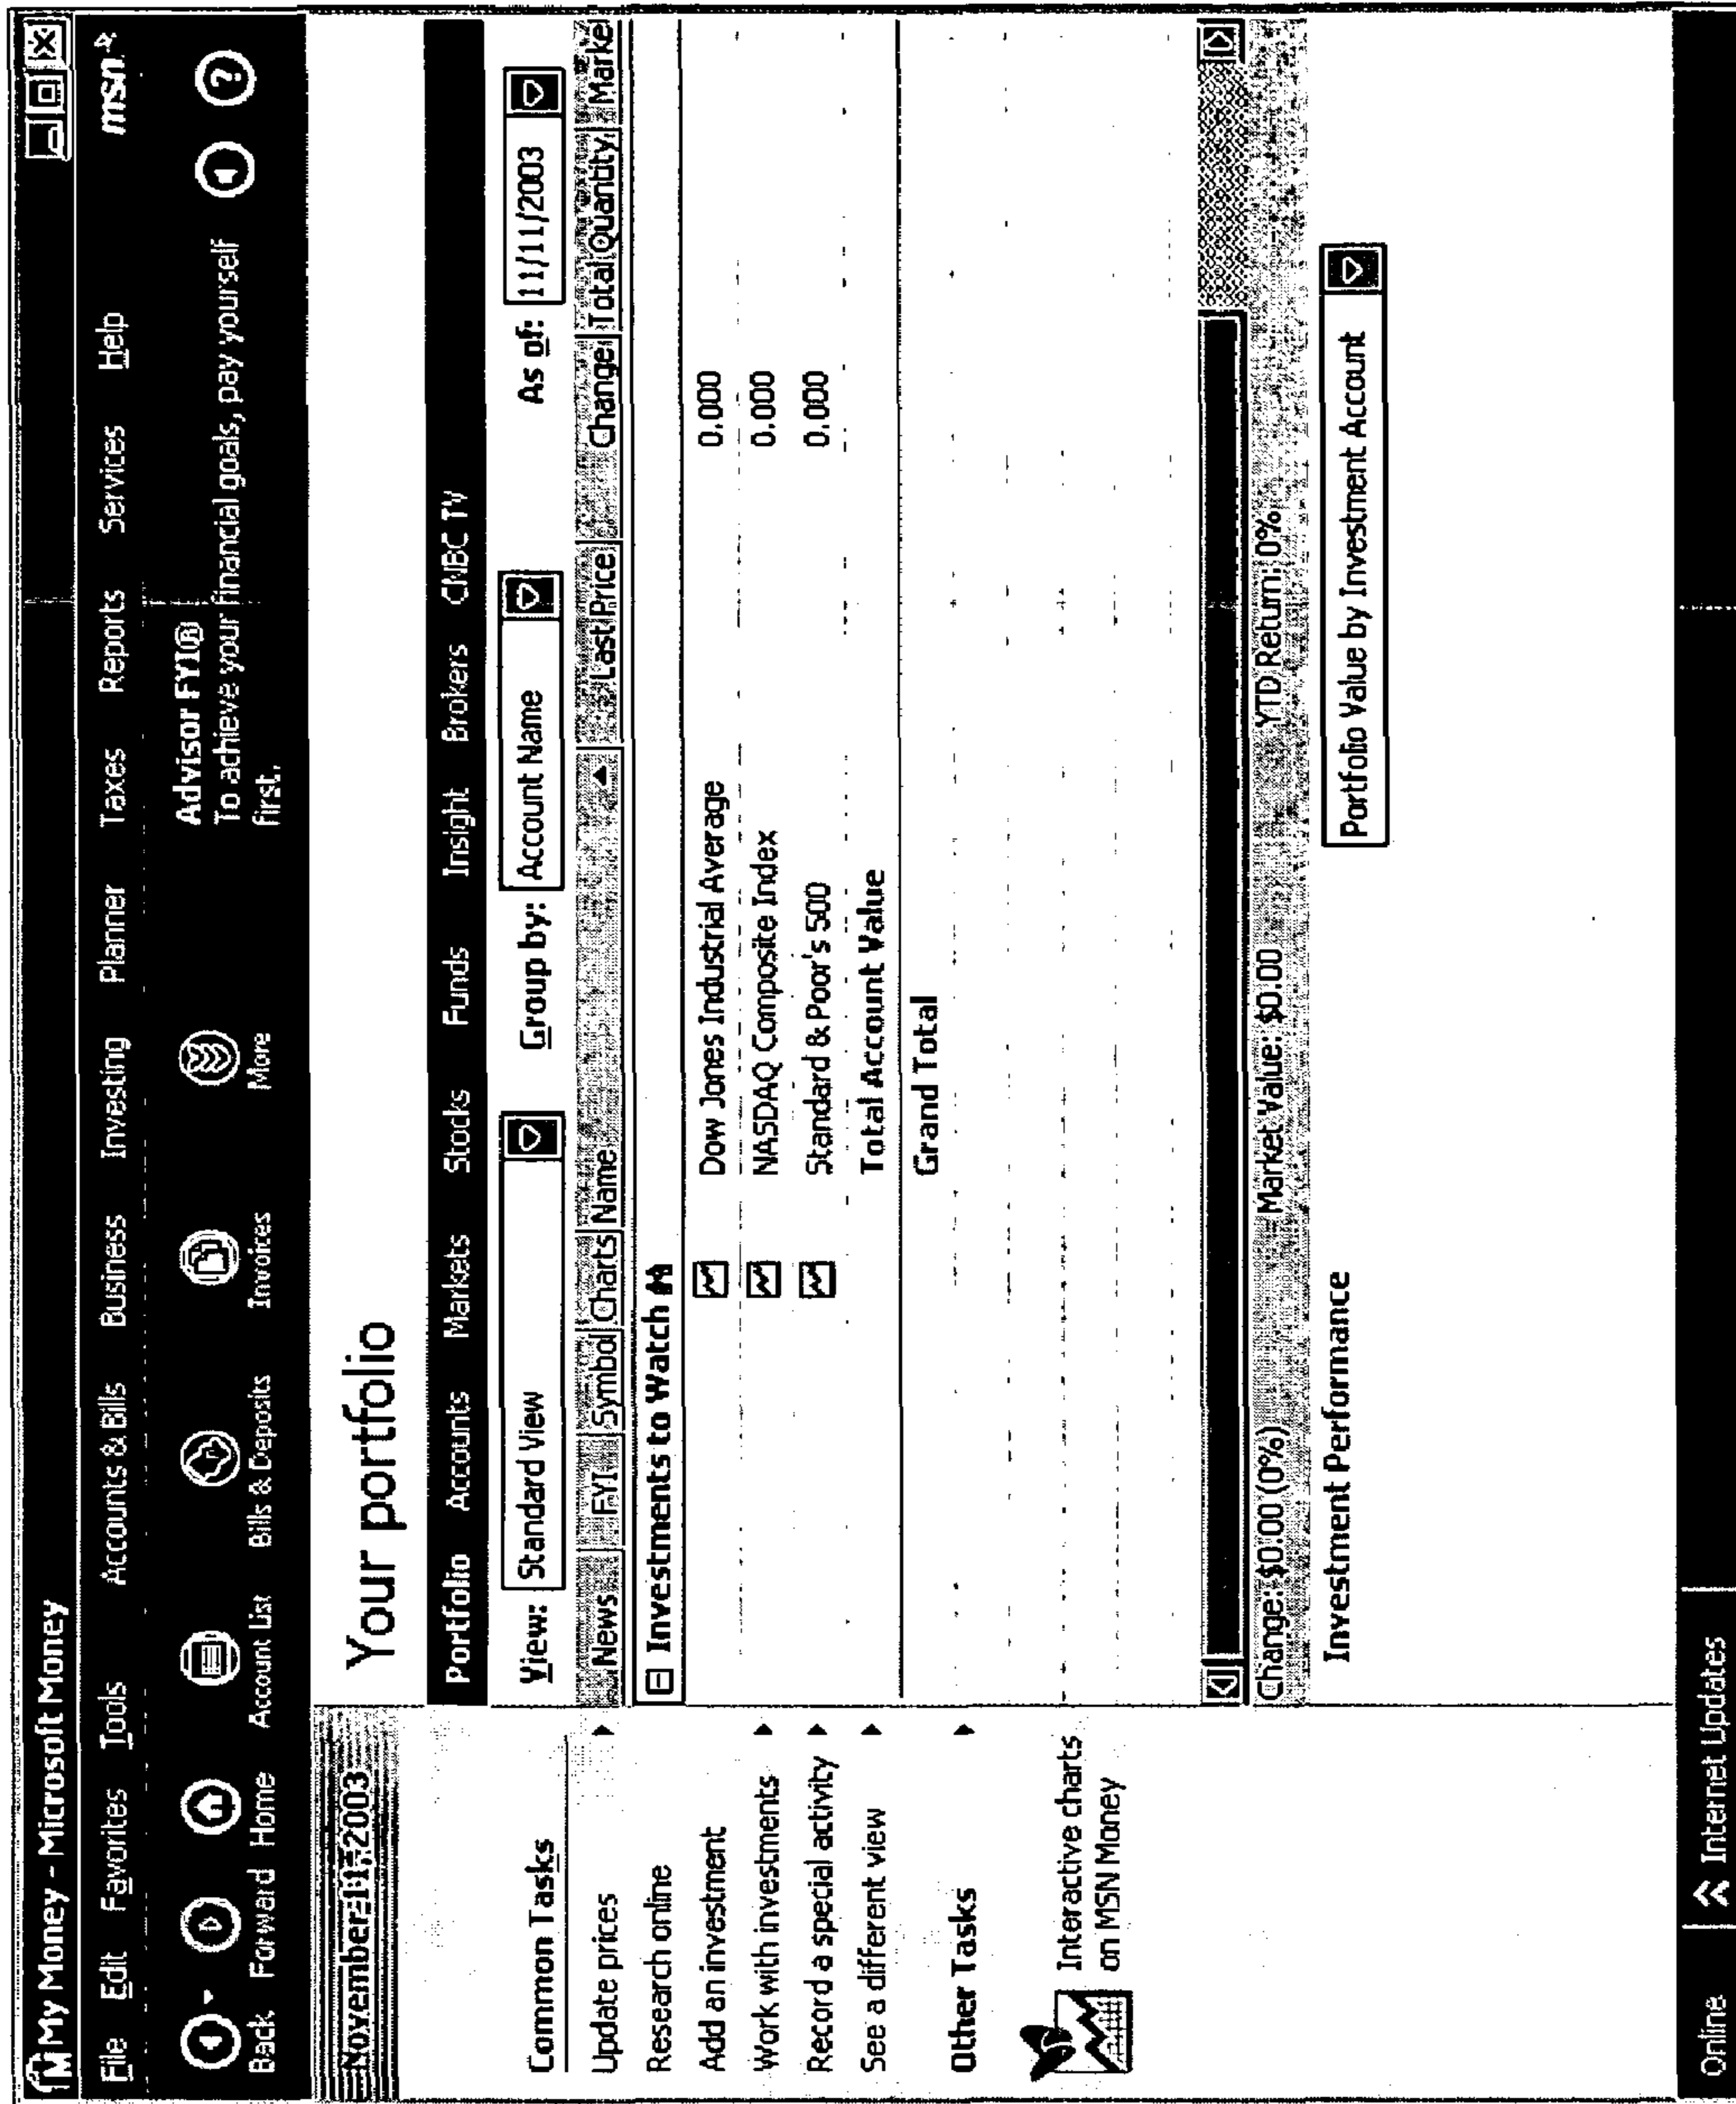 My Money - Microsoft Money
File Edit Favorites Tools Accounts & Bills Business Investing Planner Taxes Reports Services Help msn
Back Forward Home Account List Bills & Deposits Invoices More
Advisor FYI®
To achieve your financial goals, pay yourself
first.
November 11, 2003
Your portfolio
Portfolio Accounts Markets Stocks Funds Insight Brokers CNBC TV
View: Standard View Group by: Account Name As of: 11/11/2003
News FYI Symbol Charts Name Last Price Change Total Quantity Market
Investments to Watch
Dow Jones Industrial Average 0.000
NASDAQ Composite Index 0.000
Standard & Poor's 500 0.000
Total Account Value
Grand Total
Change: $0.00 (0%) Market Value: $0.00 YTD Return: 0%
Investment Performance Portfolio Value by Investment Account
Common Tasks
Update prices
Research online
Add an investment
Work with investments
Record a special activity
See a different view
Other Tasks
Interactive charts
on MSN Money
Online Internet Updates